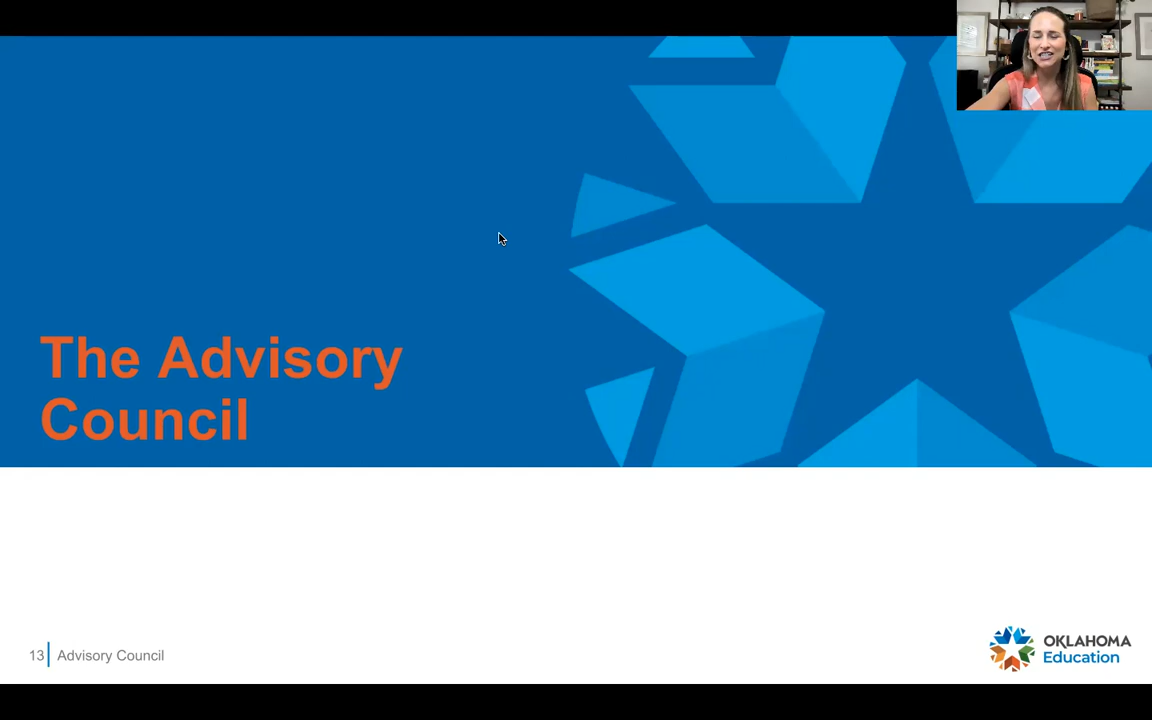 The Advisory
Council
13
Advisory Council
OKLAHOMA
Education